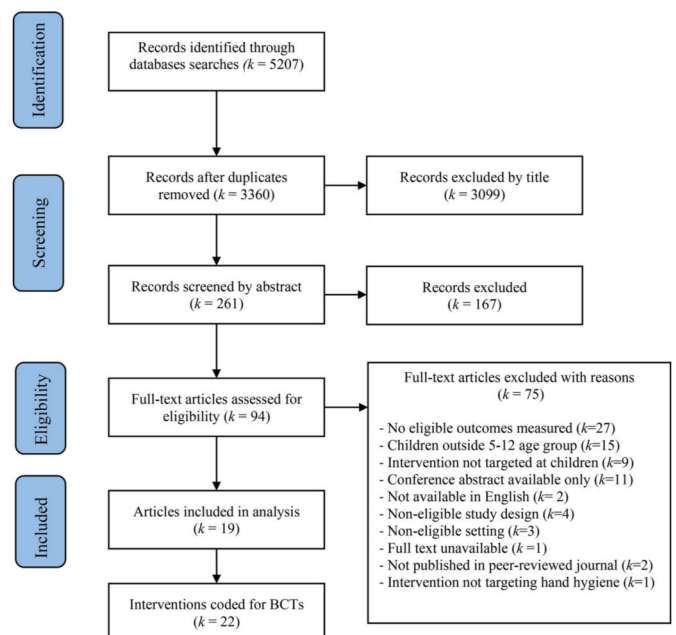 Identification
Records identified through
databases searches (k = 5207)
Screening
Records after duplicates
removed (k = 3360)
Records excluded by title
(k = 3099)
Records screened by abstract
(k = 261)
Records excluded
(k = 167)
Eligibility
Full-text articles assessed for
eligibility (k = 94)
Full-text articles excluded with reasons
(k = 75)
- No eligible outcomes measured (k=27)
- Children outside 5-12 age group (k=15)
- Intervention not targeted at children (k=9)
- Conference abstract available only (k=11)
- Not available in English (k= 2)
- Non-eligible study design (k=4)
- Non-eligible setting (k=3)
- Full text unavailable (k =1)
- Not published in peer-reviewed journal (k=2)
- Intervention not targeting hand hygiene (k=1)
Included
Articles included in analysis
(k = 19)
Interventions coded for BCTs
(k = 22)